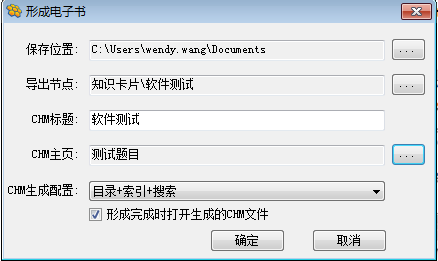 形成电子书
保存位置: C:\Users\wendy.wang\Documents ...
导出节点: 知识卡片\软件测试 ...
CHM标题: 软件测试
CHM主页: 测试题目 ...
CHM生成配置: 目录+索引+搜索
形成完成时打开生成的CHM文件
确定 取消